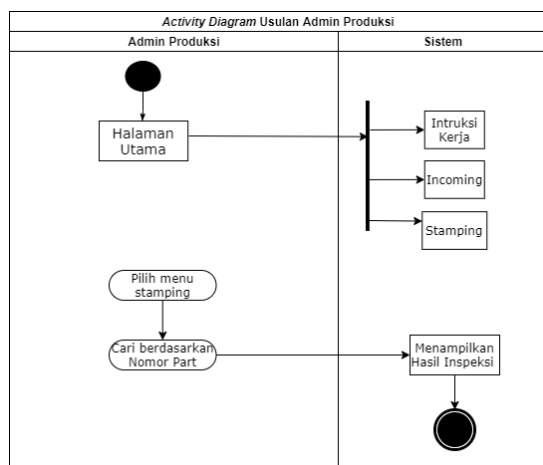 Activity Diagram Usulan Admin Produksi
Admin Produksi
Sistem
Halaman
Utama
Intruksi
Kerja
Incoming
Stamping
Pilih menu
stamping
Cari berdasarkan
Nomor Part
Menampilkan
Hasil Inspeksi